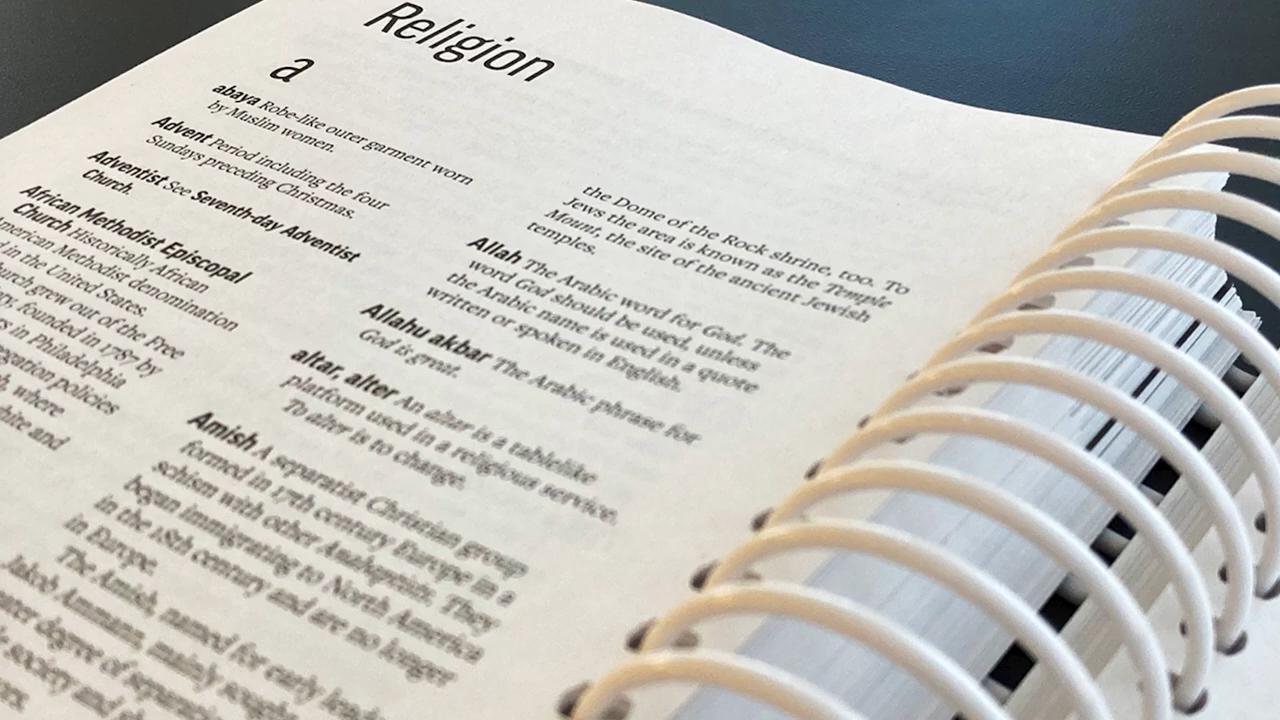 Religion
a
abaya Robe-like outer garment worn
by Muslim women.
Advent Period including the four
Sundays preceding Christmas.
Adventist See Seventh-day Adventist
Church.
African Methodist Episcopal
Church Historically African
American Methodist denomination
in the United States.
grew out of the Free
founded in 1787 by
in Philadelphia
policies
where
and
the Dome of the Rock shrine, too. To
Jews the area is known as the Temple
Mount, the site of the ancient Jewish
temples.
Allah The Arabic word for God. The
word God should be used, unless
the Arabic name is used in a quote
written or spoken in English.
Allahu akbar The Arabic phrase for
God is great.
altar, alter An altar is a tablelike
platform used in a religious service.
To alter is to change.
Amish A separatist Christian group
formed in 17th century Europe in a
schism with other Anabaptists. They
began immigrating to North America
in the 18th century and are no longer
in Europe.
The Amish, named for early
Jakob Ammann, mainly sought
degree of
society and